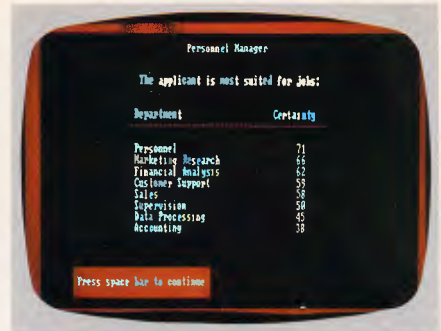 Personnel Manager
The applicant is most suited for jobs:
Department Certainty
Personnel 71
Marketing Research 66
Financial Analysis 62
Customer Support 59
Sales 58
Supervision 50
Data Processing 45
Accounting 38
Press space bar to continue